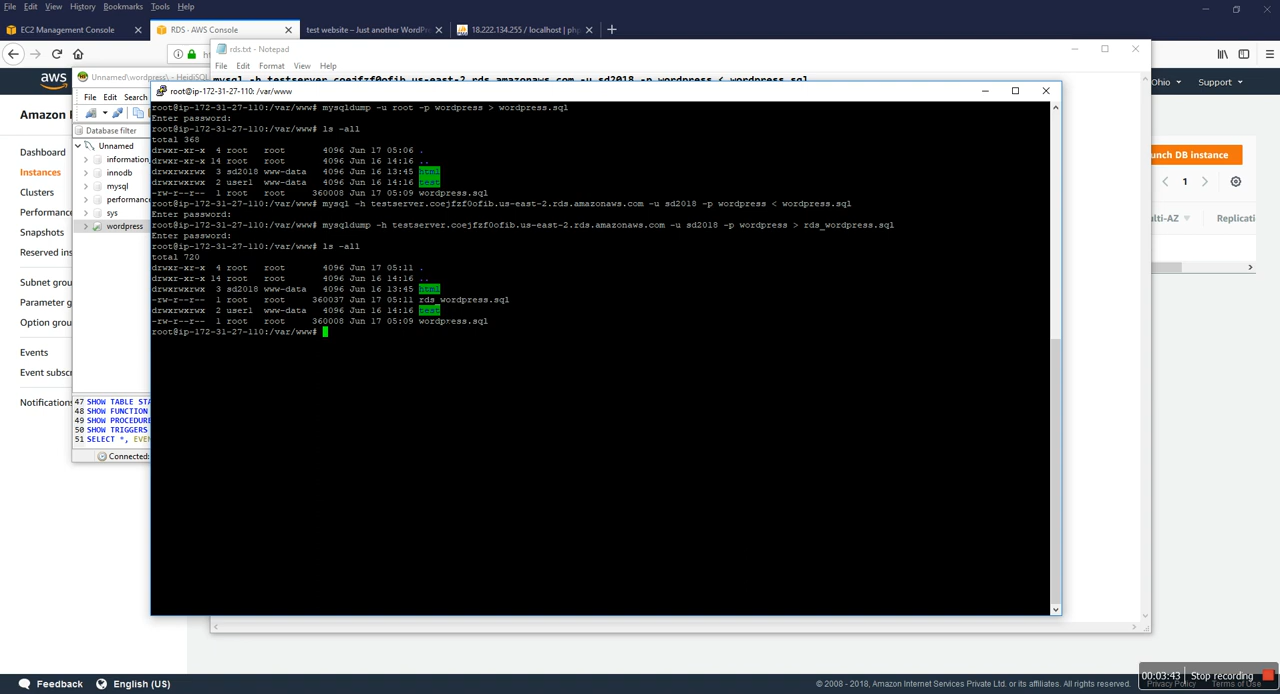 File Edit View History Bookmarks Tools Help
EC2 Management Console
RDS - AWS Console
test website – Just another WordPr
18.222.134.255 / localhost | ph
rds.txt - Notepad
File Edit Format View Help
mysql -h testserver.coejfzf0ofib.us-east-2.rds.amazonaws.com -u sd2018 -p wordpress < wordpress.sql
aws
Ohio
Support
Unnamed\wordpress\ - HeidiSQL
File Edit Search
Database filter
Unnamed
information_
innodb
mysql
performance
sys
wordpress
47 SHOW TABLE STA
48 SHOW FUNCTION
49 SHOW PROCEDURE
50 SHOW TRIGGERS
51 SELECT *, EVEN
Connected:
Amazon
Dashboard
Instances
Clusters
Performance
Snapshots
Reserved ins
Subnet grou
Parameter g
Option grou
Events
Event subsc
Notifications
root@ip-172-31-27-110: /var/www
root@ip-172-31-27-110:/var/www# mysqldump -u root -p wordpress > wordpress.sql
Enter password:
root@ip-172-31-27-110:/var/www# ls -all
total 368
drwxr-xr-x 4 root root 4096 Jun 17 05:06 .
drwxr-xr-x 14 root root 4096 Jun 16 14:16 ..
drwxrwxrwx 3 sd2018 www-data 4096 Jun 16 13:45 html
drwxrwxrwx 2 user1 www-data 4096 Jun 16 14:16 test
-rw-r--r-- 1 root root 360008 Jun 17 05:09 wordpress.sql
root@ip-172-31-27-110:/var/www# mysql -h testserver.coejfzf0ofib.us-east-2.rds.amazonaws.com -u sd2018 -p wordpress < wordpress.sql
Enter password:
root@ip-172-31-27-110:/var/www# mysqldump -h testserver.coejfzf0ofib.us-east-2.rds.amazonaws.com -u sd2018 -p wordpress > rds_wordpress.sql
Enter password:
root@ip-172-31-27-110:/var/www# ls -all
total 720
drwxr-xr-x 4 root root 4096 Jun 17 05:11 .
drwxr-xr-x 14 root root 4096 Jun 16 14:16 ..
drwxrwxrwx 3 sd2018 www-data 4096 Jun 16 13:45 html
-rw-r--r-- 1 root root 360037 Jun 17 05:11 rds_wordpress.sql
drwxrwxrwx 2 user1 www-data 4096 Jun 16 14:16 test
-rw-r--r-- 1 root root 360008 Jun 17 05:09 wordpress.sql
root@ip-172-31-27-110:/var/www#
unch DB instance
1
ulti-AZ
Replicati
Feedback
English (US)
© 2008 - 2018, Amazon Internet Services Private Ltd. or its affiliates. All rights reserved.
Privacy Policy
Terms of Use
00:03:43
Stop recording